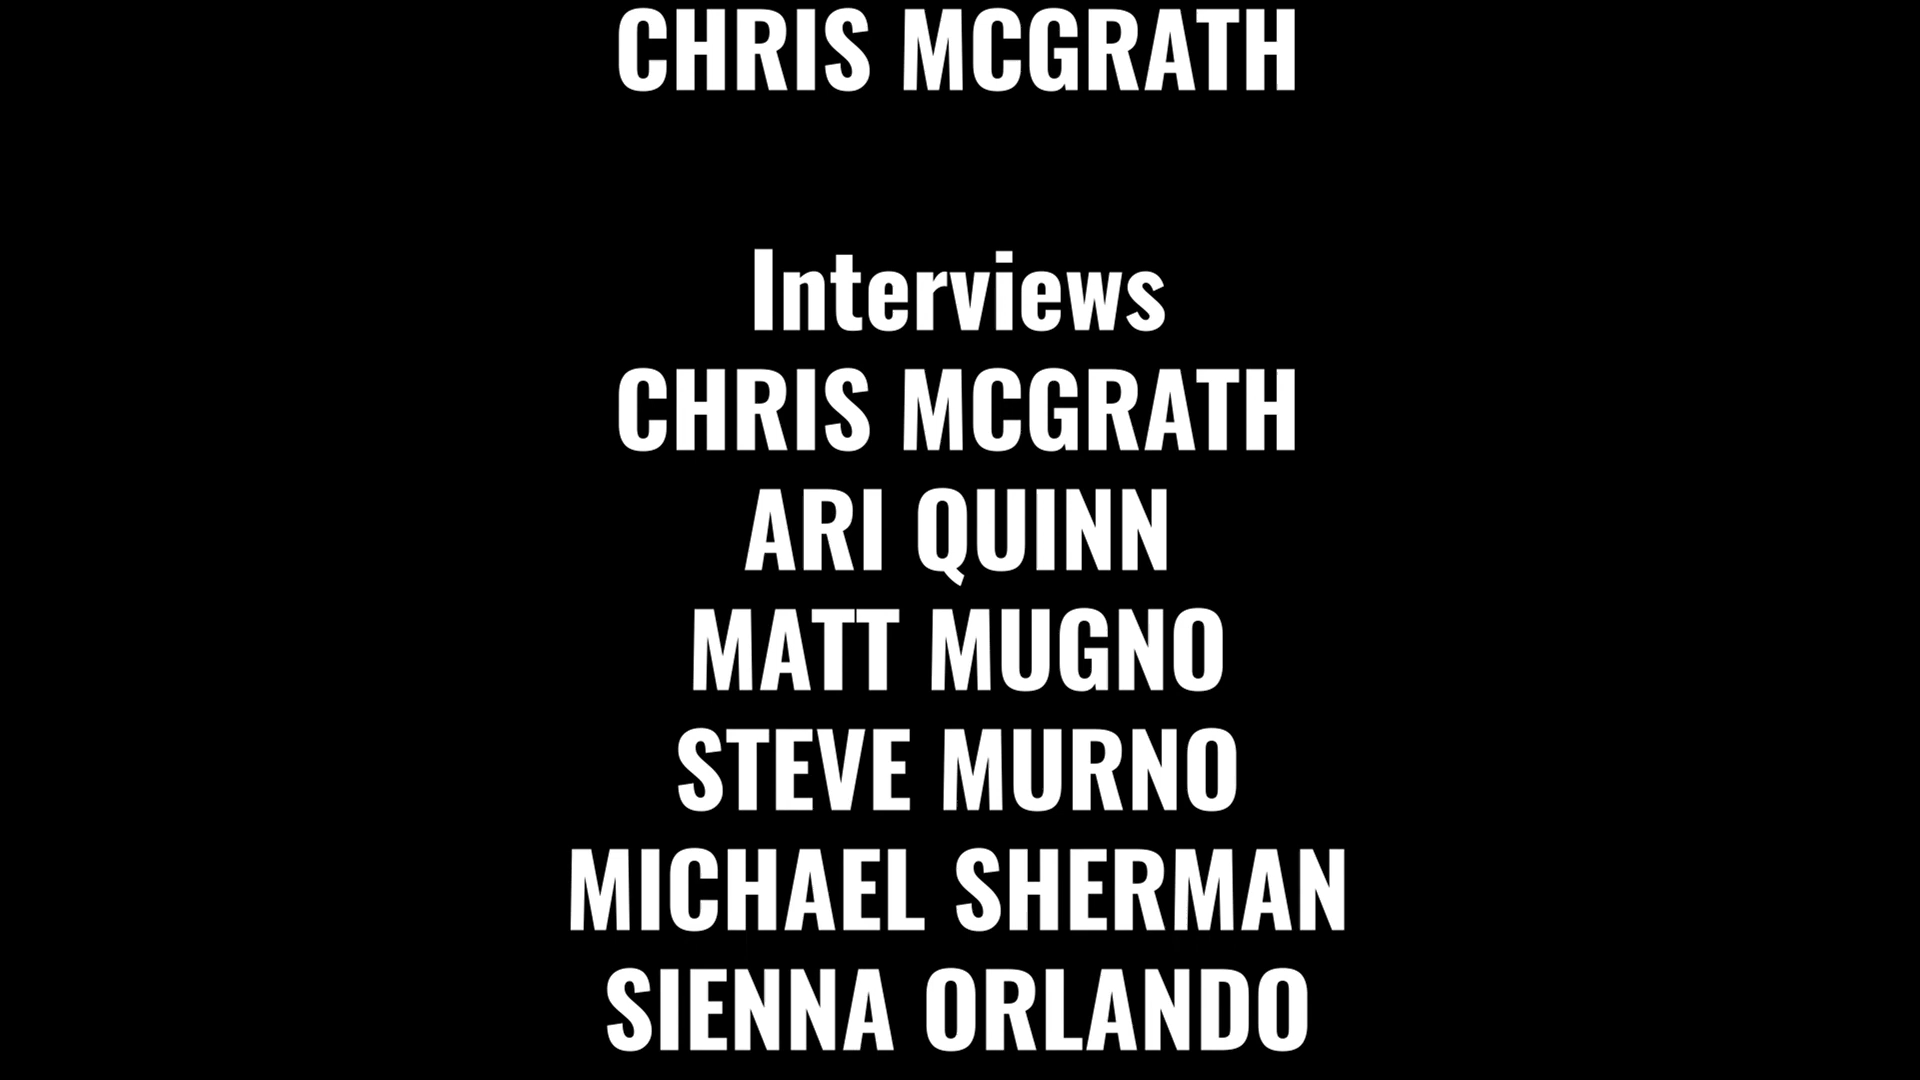 CHRIS MCGRATH
Interviews
CHRIS MCGRATH
ARI QUINN
MATT MUGNO
STEVE MURNO
MICHAEL SHERMAN
SIENNA ORLANDO